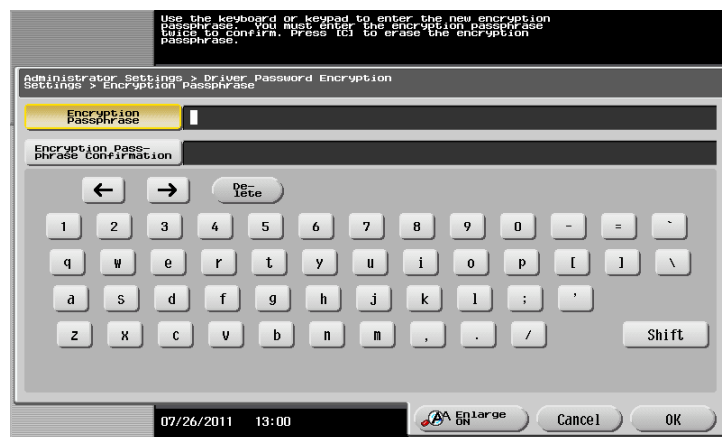 Use the keyboard or keypad to enter the new encryption
passphrase.  You must enter the encryption passphrase
twice to confirm. Press [C] to erase the encryption
passphrase.
Administrator Settings > Driver Password Encryption
Settings > Encryption Passphrase
Encryption
Passphrase
Encryption Pass-
phrase Confirmation
← → De-
lete
1 2 3 4 5 6 7 8 9 0 - = `
q w e r t y u i o p [ ] \
a s d f g h j k l ; '
z x c v b n m , . / Shift
07/26/2011 13:00 Enlarge
ON Cancel OK